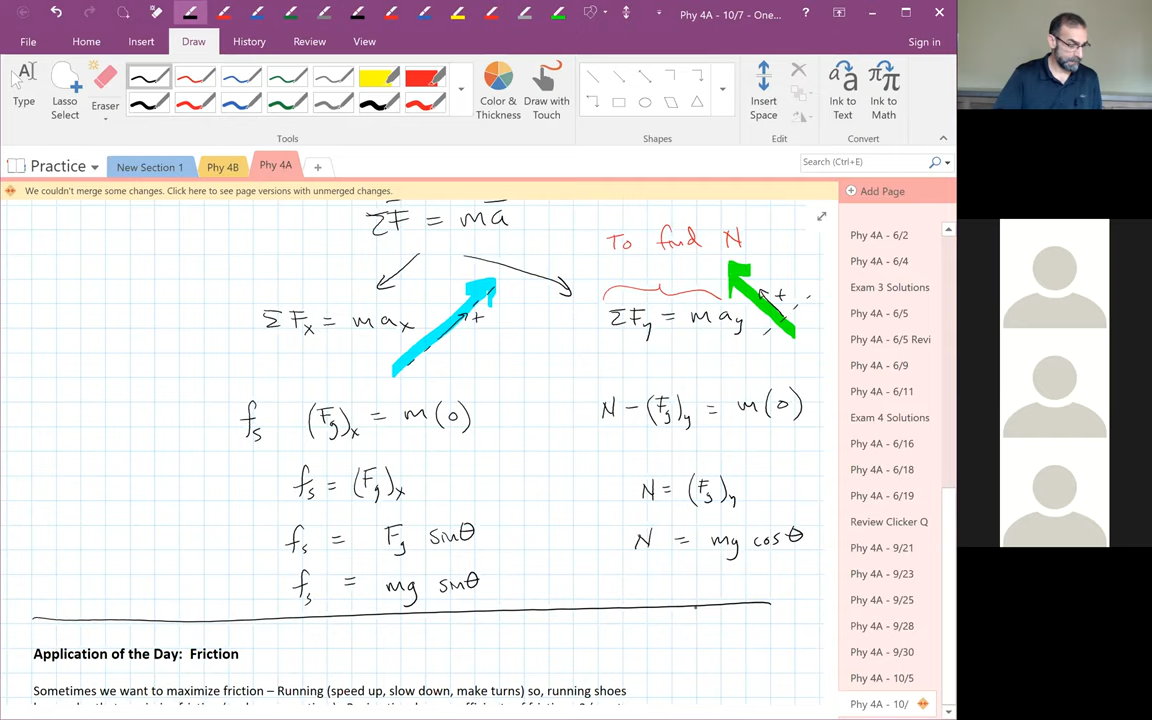 Phy 4A - 10/7 - One...
File Home Insert Draw History Review View
Sign in
Type
Lasso Select
Eraser
Color & Thickness
Draw with Touch
Insert Space
Ink to Text
Ink to Math
Tools
Shapes
Edit
Convert
Practice
New Section 1
Phy 4B
Phy 4A
Search (Ctrl+E)
We couldn't merge some changes. Click here to see page versions with unmerged changes.
Add Page
ΣF̅ = ma̅
To find N
ΣFx = max
+
ΣFy = may
+
fs (Fg)x = m(0)
N - (Fg)y = m(0)
fs = (Fg)x
N = (Fg)y
fs = Fg sinθ
N = mg cosθ
fs = mg sinθ
Application of the Day: Friction
Sometimes we want to maximize friction – Running (speed up, slow down, make turns) so, running shoes
Phy 4A - 6/2
Phy 4A - 6/4
Exam 3 Solutions
Phy 4A - 6/5
Phy 4A - 6/5 Revi
Phy 4A - 6/9
Phy 4A - 6/11
Exam 4 Solutions
Phy 4A - 6/16
Phy 4A - 6/18
Phy 4A - 6/19
Review Clicker Q
Phy 4A - 9/21
Phy 4A - 9/23
Phy 4A - 9/25
Phy 4A - 9/28
Phy 4A - 9/30
Phy 4A - 10/5
Phy 4A - 10/